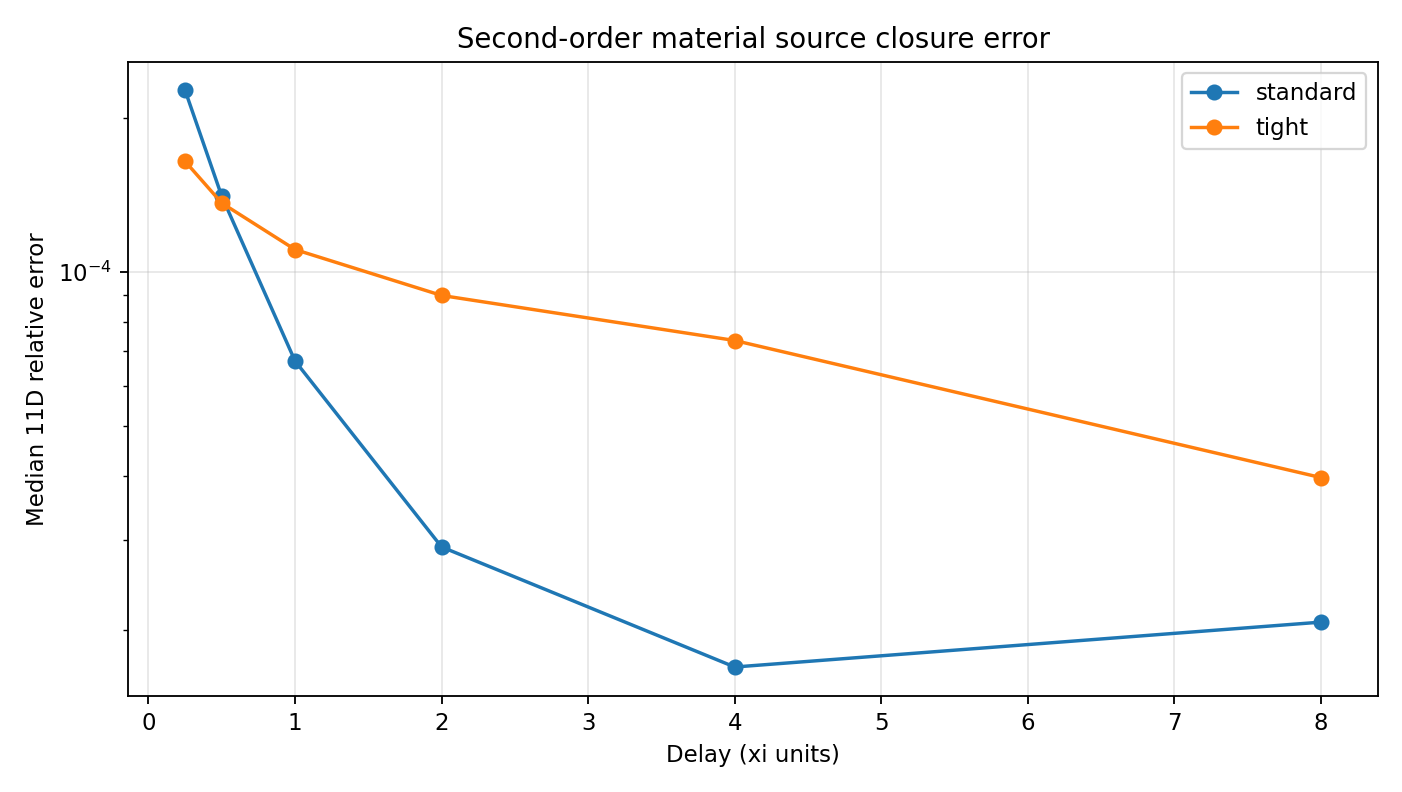 Second-order material source closure error
standard
tight
Median 11D relative error
10⁻⁴
0 1 2 3 4 5 6 7 8
Delay (xi units)